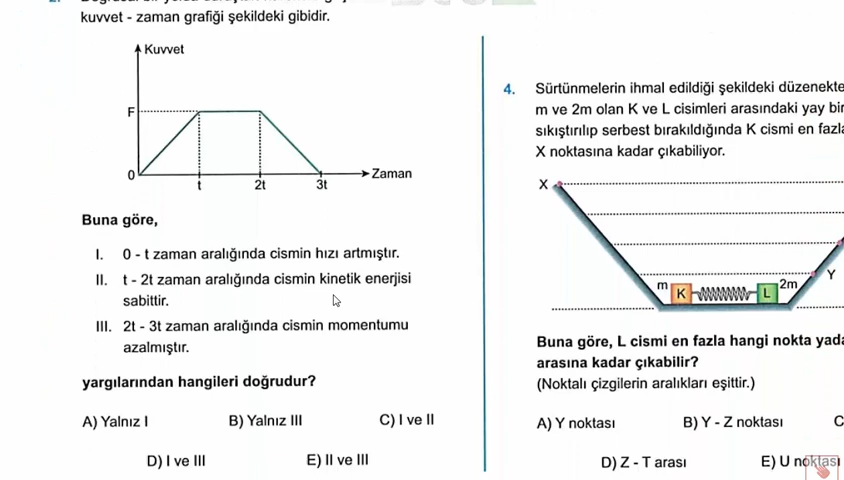 kuvvet - zaman grafiği şekildeki gibidir.
Kuvvet
F
0
t
2t
3t
Zaman
Buna göre,
I. 0 - t zaman aralığında cismin hızı artmıştır.
II. t - 2t zaman aralığında cismin kinetik enerjisi
sabittir.
III. 2t - 3t zaman aralığında cismin momentumu
azalmıştır.
yargılarından hangileri doğrudur?
A) Yalnız I B) Yalnız III C) I ve II
D) I ve III E) II ve III
4. Sürtünmelerin ihmal edildiği şekildeki düzenekte
m ve 2m olan K ve L cisimleri arasındaki yay bir
sıkıştırılıp serbest bırakıldığında K cismi en fazla
X noktasına kadar çıkabiliyor.
X
m
K
L
2m
Y
Buna göre, L cismi en fazla hangi nokta yada
arasına kadar çıkabilir?
(Noktalı çizgilerin aralıkları eşittir.)
A) Y noktası B) Y - Z noktası C
D) Z - T arası E) U noktası